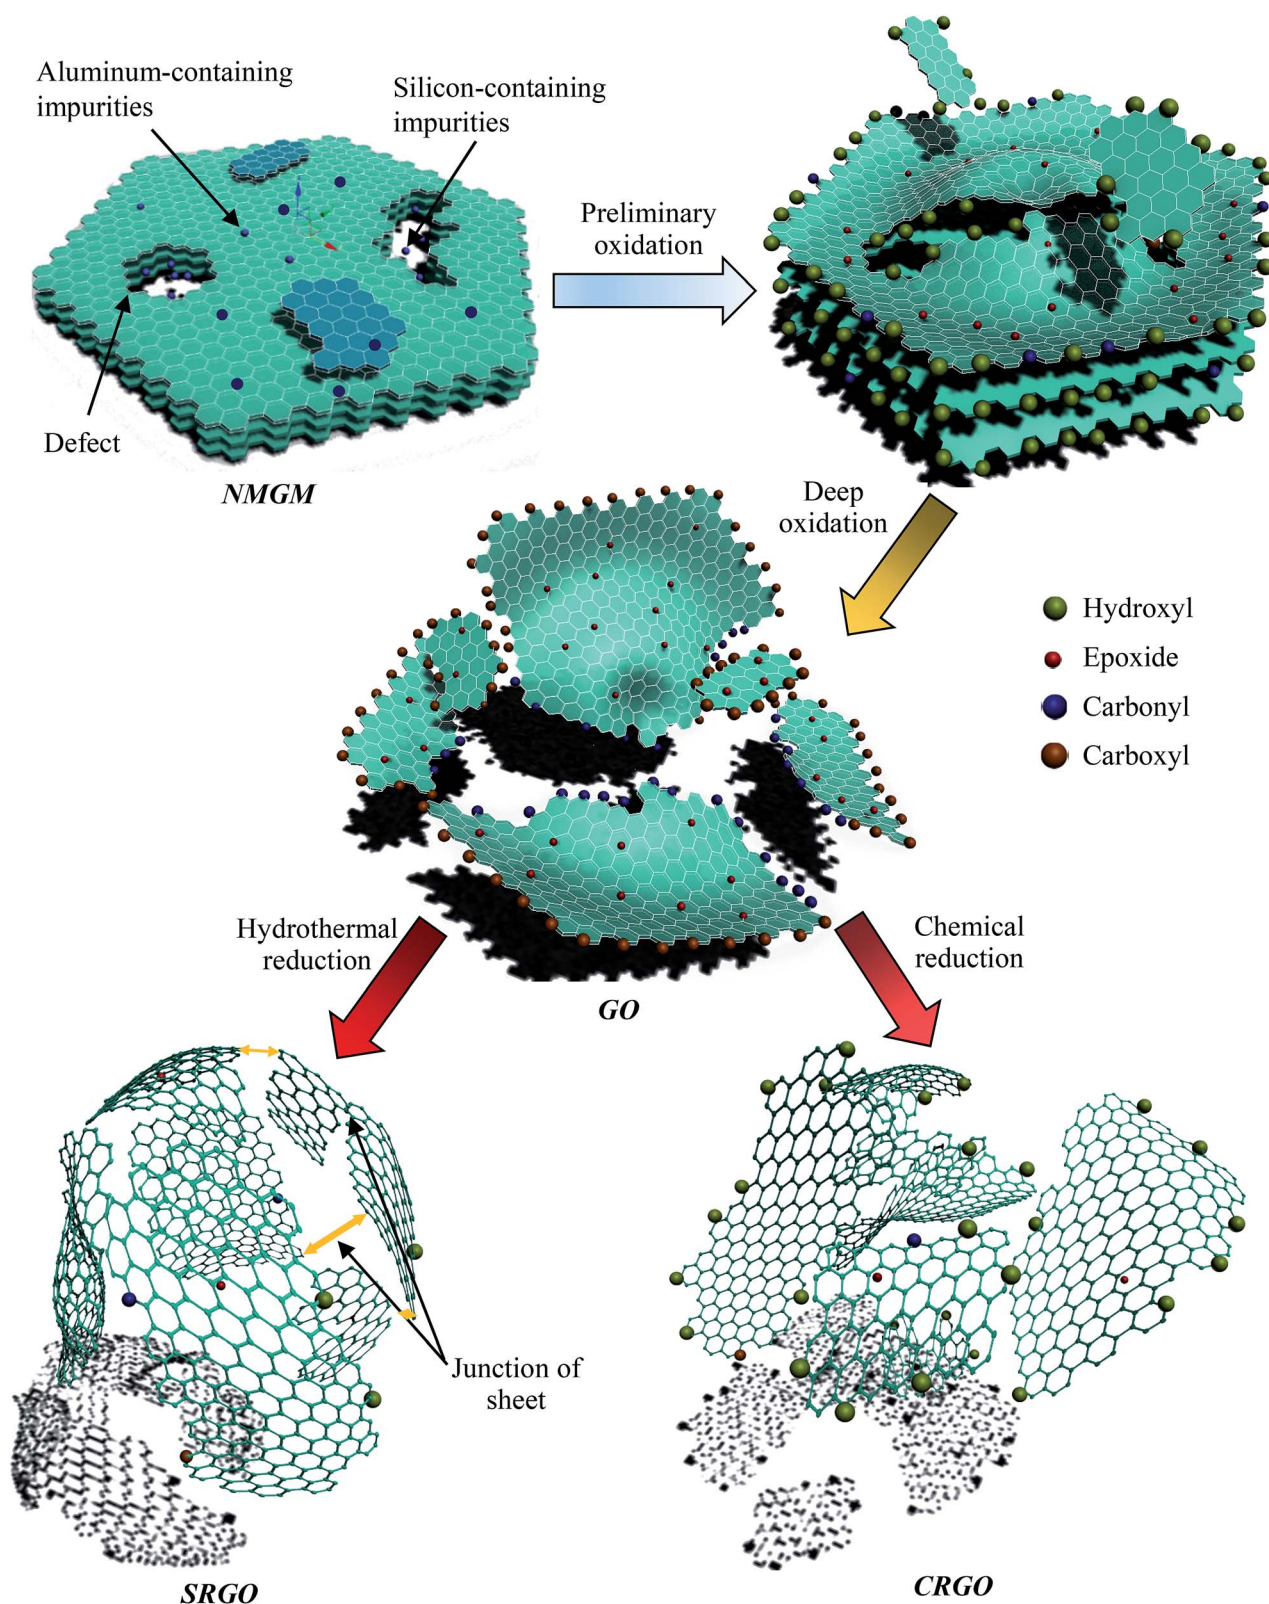 Aluminum-containing
impurities
Silicon-containing
impurities
Preliminary
oxidation
Defect
NMGM
Deep
oxidation
Hydroxyl
Epoxide
Carbonyl
Carboxyl
Hydrothermal
reduction
Chemical
reduction
GO
Junction of
sheet
SRGO
CRGO